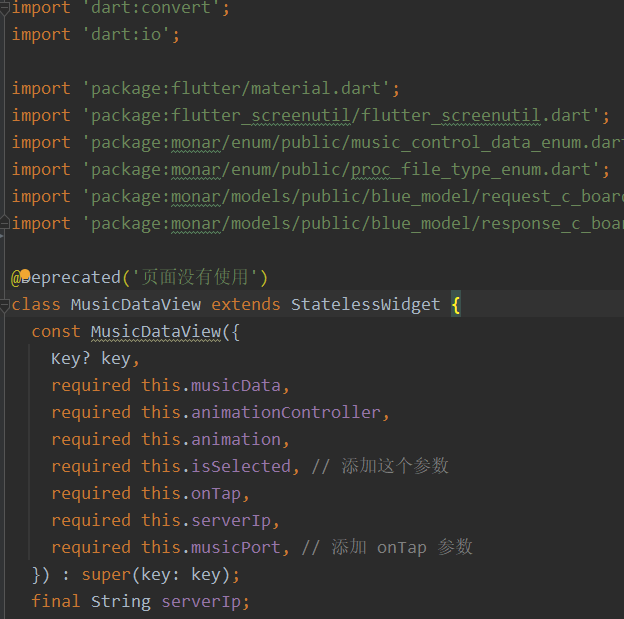 import 'dart:convert';
import 'dart:io';
import 'package:flutter/material.dart';
import 'package:flutter_screenutil/flutter_screenutil.dart';
import 'package:monar/enum/public/music_control_data_enum.dart
import 'package:monar/enum/public/proc_file_type_enum.dart';
import 'package:monar/models/public/blue_model/request_c_board
import 'package:monar/models/public/blue_model/response_c_boar
@Deprecated('页面没有使用')
class MusicDataView extends StatelessWidget {
const MusicDataView({
Key? key,
required this.musicData,
required this.animationController,
required this.animation,
required this.isSelected, // 添加这个参数
required this.onTap,
required this.serverIp,
required this.musicPort, // 添加 onTap 参数
}) : super(key: key);
final String serverIp;